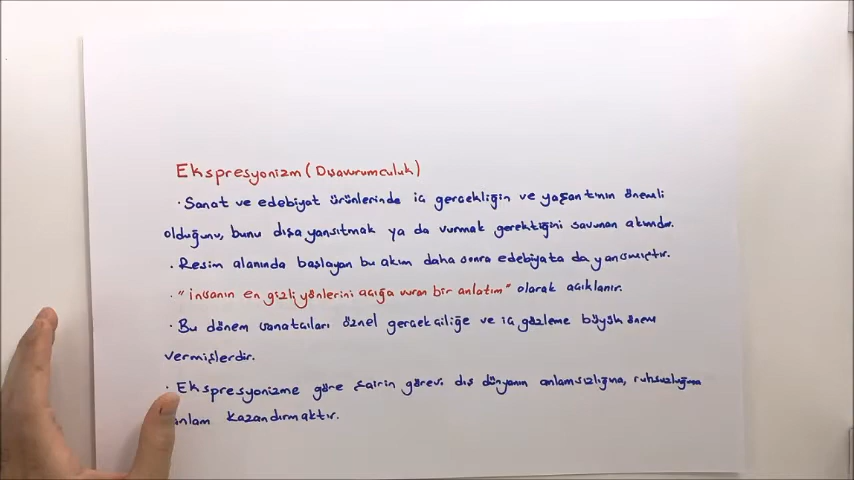 Ekspresyonizm (Dışavurumculuk)
· Sanat ve edebiyat ürünlerinde iç gerçekliğin ve yaşantının önemli
olduğunu, bunu dışa yansıtmak ya da vurmak gerektiğini savunan akımdır.
· Resim alanında başlayan bu akım daha sonra edebiyata da yansımıştır.
· "insanın en gizli yönlerini açığa vuran bir anlatım" olarak açıklanır.
· Bu dönem sanatçıları öznel gerçekçiliğe ve iç gözleme büyük önem
vermişlerdir.
· Ekspresyonizme göre şairin görevi dış dünyanın anlamsızlığına, ruhsuzluğuna
anlam kazandırmaktır.